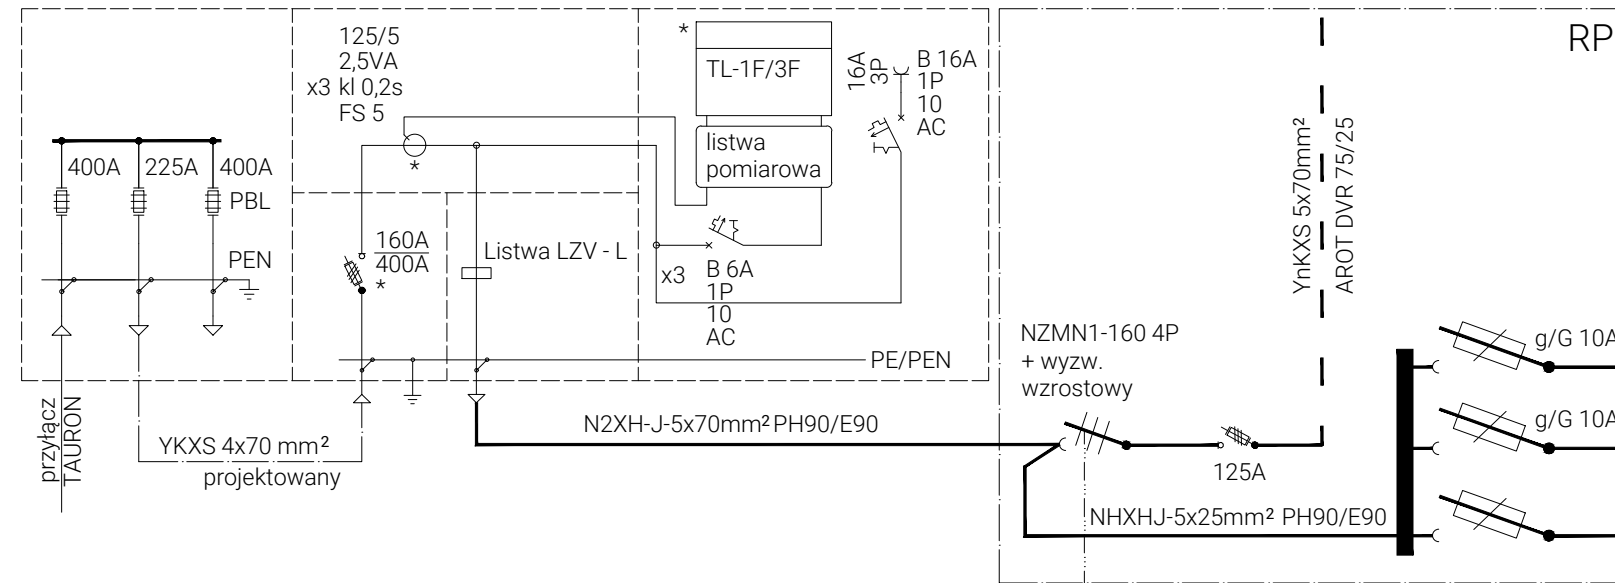 125/5
2,5VA
x3 kl 0,2s
FS 5
*
TL-1F/3F
listwa
pomiarowa
16A
3P
B 16A
1P
10
AC
RP
400A
225A
400A
PBL
PEN
*
160A
400A
*
Listwa LZV - L
x3
B 6A
1P
10
AC
PE/PEN
YnKXS 5x70mm²
AROT DVR 75/25
przyłącz
TAURON
YKXS 4x70 mm²
projektowany
N2XH-J-5x70mm² PH90/E90
NZMN1-160 4P
+ wyzw.
wzrostowy
125A
NHXHJ-5x25mm² PH90/E90
g/G 10A
g/G 10A